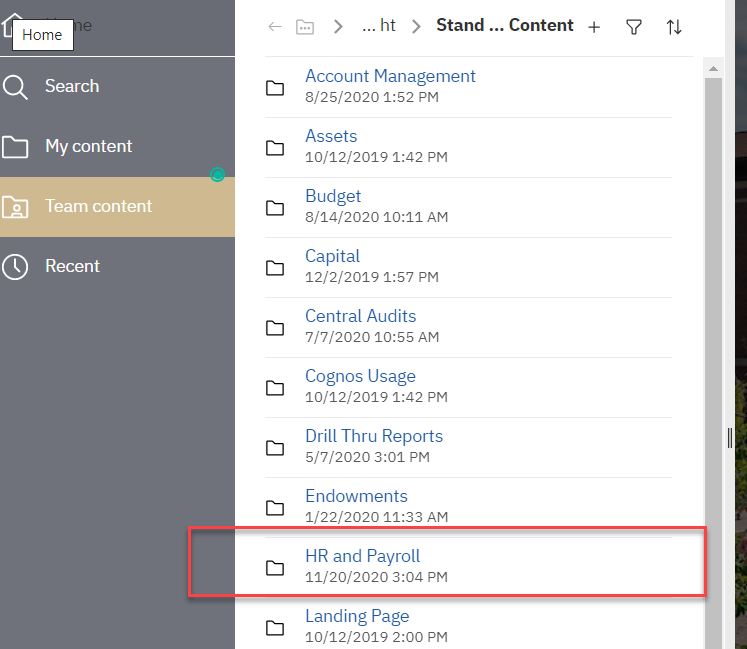 Home
Search
My content
Team content
Recent
... ht
Stand ... Content
Account Management
8/25/2020 1:52 PM
Assets
10/12/2019 1:42 PM
Budget
8/14/2020 10:11 AM
Capital
12/2/2019 1:57 PM
Central Audits
7/7/2020 10:55 AM
Cognos Usage
10/12/2019 1:42 PM
Drill Thru Reports
5/7/2020 3:01 PM
Endowments
1/22/2020 11:33 AM
HR and Payroll
11/20/2020 3:04 PM
Landing Page
10/12/2019 2:00 PM